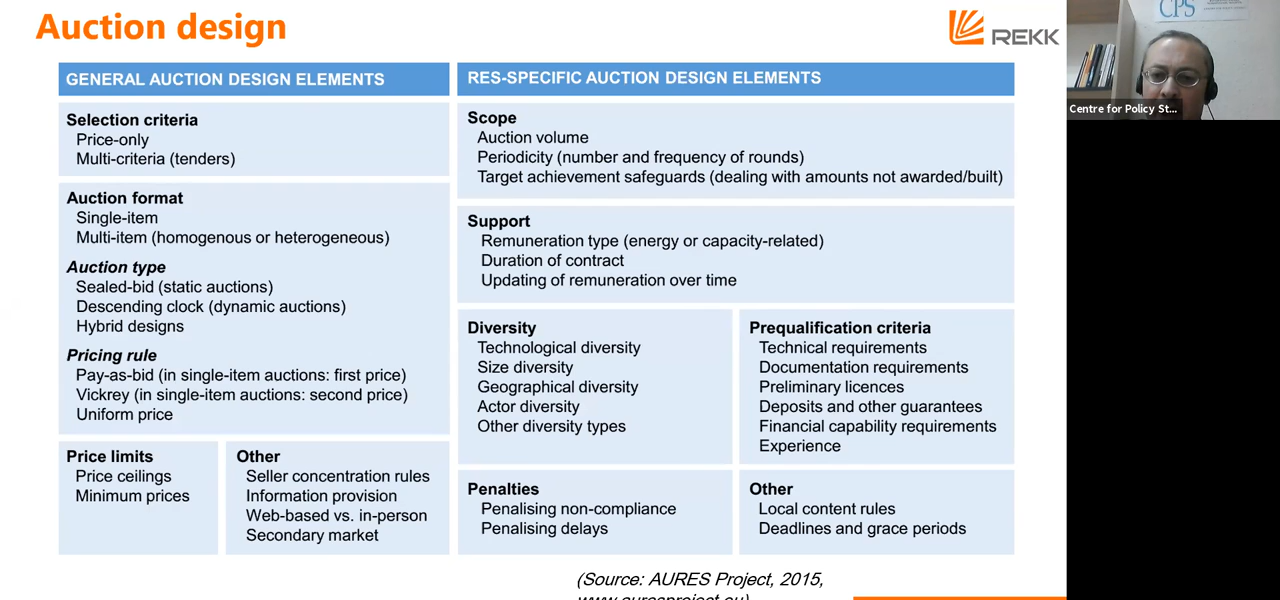 Auction design
REKK
CPS
Centre for Policy St...
GENERAL AUCTION DESIGN ELEMENTS
Selection criteria
Price-only
Multi-criteria (tenders)
Auction format
Single-item
Multi-item (homogenous or heterogeneous)
Auction type
Sealed-bid (static auctions)
Descending clock (dynamic auctions)
Hybrid designs
Pricing rule
Pay-as-bid (in single-item auctions: first price)
Vickrey (in single-item auctions: second price)
Uniform price
Price limits
Price ceilings
Minimum prices
Other
Seller concentration rules
Information provision
Web-based vs. in-person
Secondary market
RES-SPECIFIC AUCTION DESIGN ELEMENTS
Scope
Auction volume
Periodicity (number and frequency of rounds)
Target achievement safeguards (dealing with amounts not awarded/built)
Support
Remuneration type (energy or capacity-related)
Duration of contract
Updating of remuneration over time
Diversity
Technological diversity
Size diversity
Geographical diversity
Actor diversity
Other diversity types
Prequalification criteria
Technical requirements
Documentation requirements
Preliminary licences
Deposits and other guarantees
Financial capability requirements
Experience
Penalties
Penalising non-compliance
Penalising delays
Other
Local content rules
Deadlines and grace periods
(Source: AURES Project, 2015,
www.auresproject.eu)